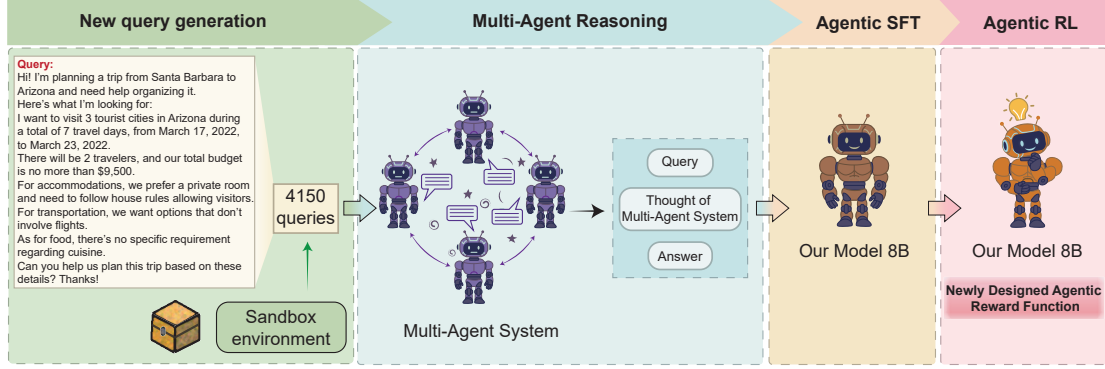 New query generation
Multi-Agent Reasoning
Agentic SFT
Agentic RL
Query:
Hi! I'm planning a trip from Santa Barbara to
Arizona and need help organizing it.
Here's what I'm looking for:
I want to visit 3 tourist cities in Arizona during
a total of 7 travel days, from March 17, 2022,
to March 23, 2022.
There will be 2 travelers, and our total budget
is no more than $9,500.
For accommodations, we prefer a private room
and need to follow house rules allowing visitors.
For transportation, we want options that don't
involve flights.
As for food, there's no specific requirement
regarding cuisine.
Can you help us plan this trip based on these
details? Thanks!
4150
queries
Sandbox
environment
Multi-Agent System
Query
Thought of
Multi-Agent System
Answer
Our Model 8B
Our Model 8B
Newly Designed Agentic
Reward Function